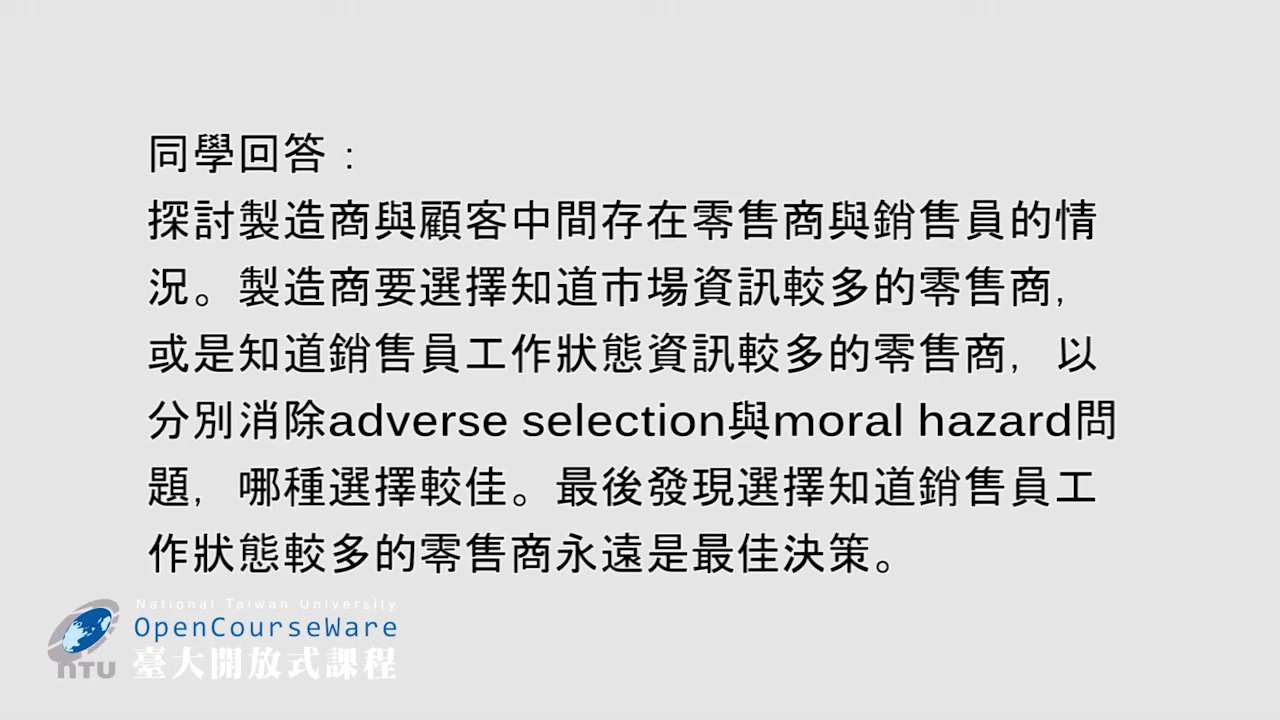 同學回答：
探討製造商與顧客中間存在零售商與銷售員的情
況。製造商要選擇知道市場資訊較多的零售商，
或是知道銷售員工作狀態資訊較多的零售商，以
分別消除adverse selection與moral hazard問
題，哪種選擇較佳。最後發現選擇知道銷售員工
作狀態較多的零售商永遠是最佳決策。
National Taiwan University
OpenCourseWare
NTU 臺大開放式課程